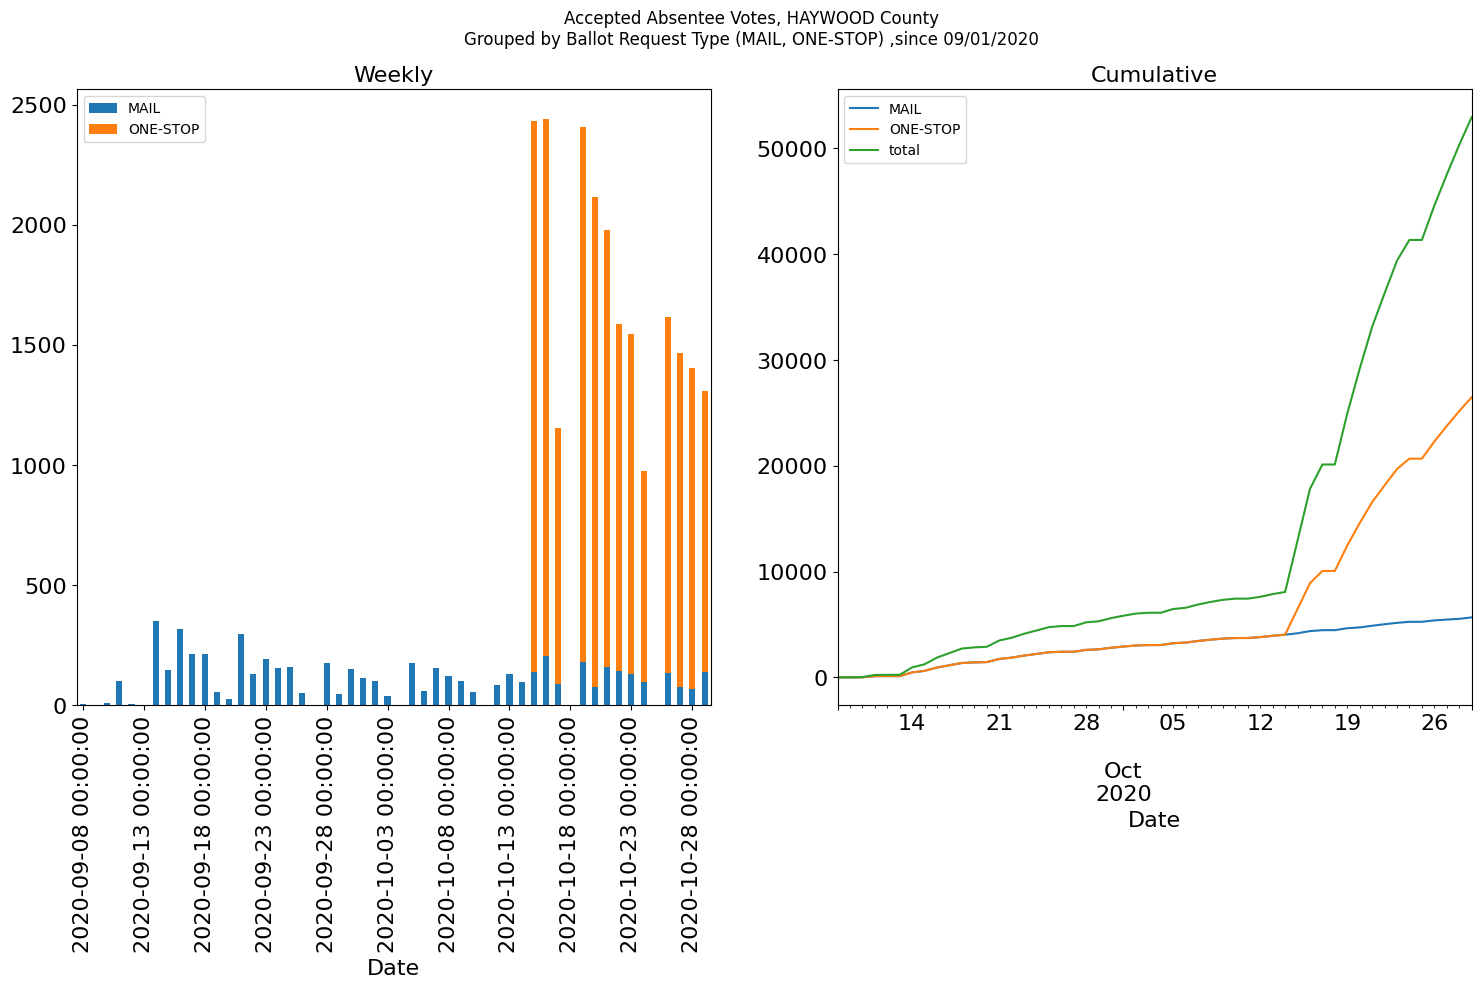 Accepted Absentee Votes, HAYWOOD County
Grouped by Ballot Request Type (MAIL, ONE-STOP) ,since 09/01/2020
Weekly
MAIL
ONE-STOP
2500
2000
1500
1000
500
0
2020-09-08 00:00:00
2020-09-13 00:00:00
2020-09-18 00:00:00
2020-09-23 00:00:00
2020-09-28 00:00:00
2020-10-03 00:00:00
2020-10-08 00:00:00
2020-10-13 00:00:00
2020-10-18 00:00:00
2020-10-23 00:00:00
2020-10-28 00:00:00
Date
Cumulative
MAIL
ONE-STOP
total
50000
40000
30000
20000
10000
0
14 21 28 05 12 19 26
Oct
2020
Date